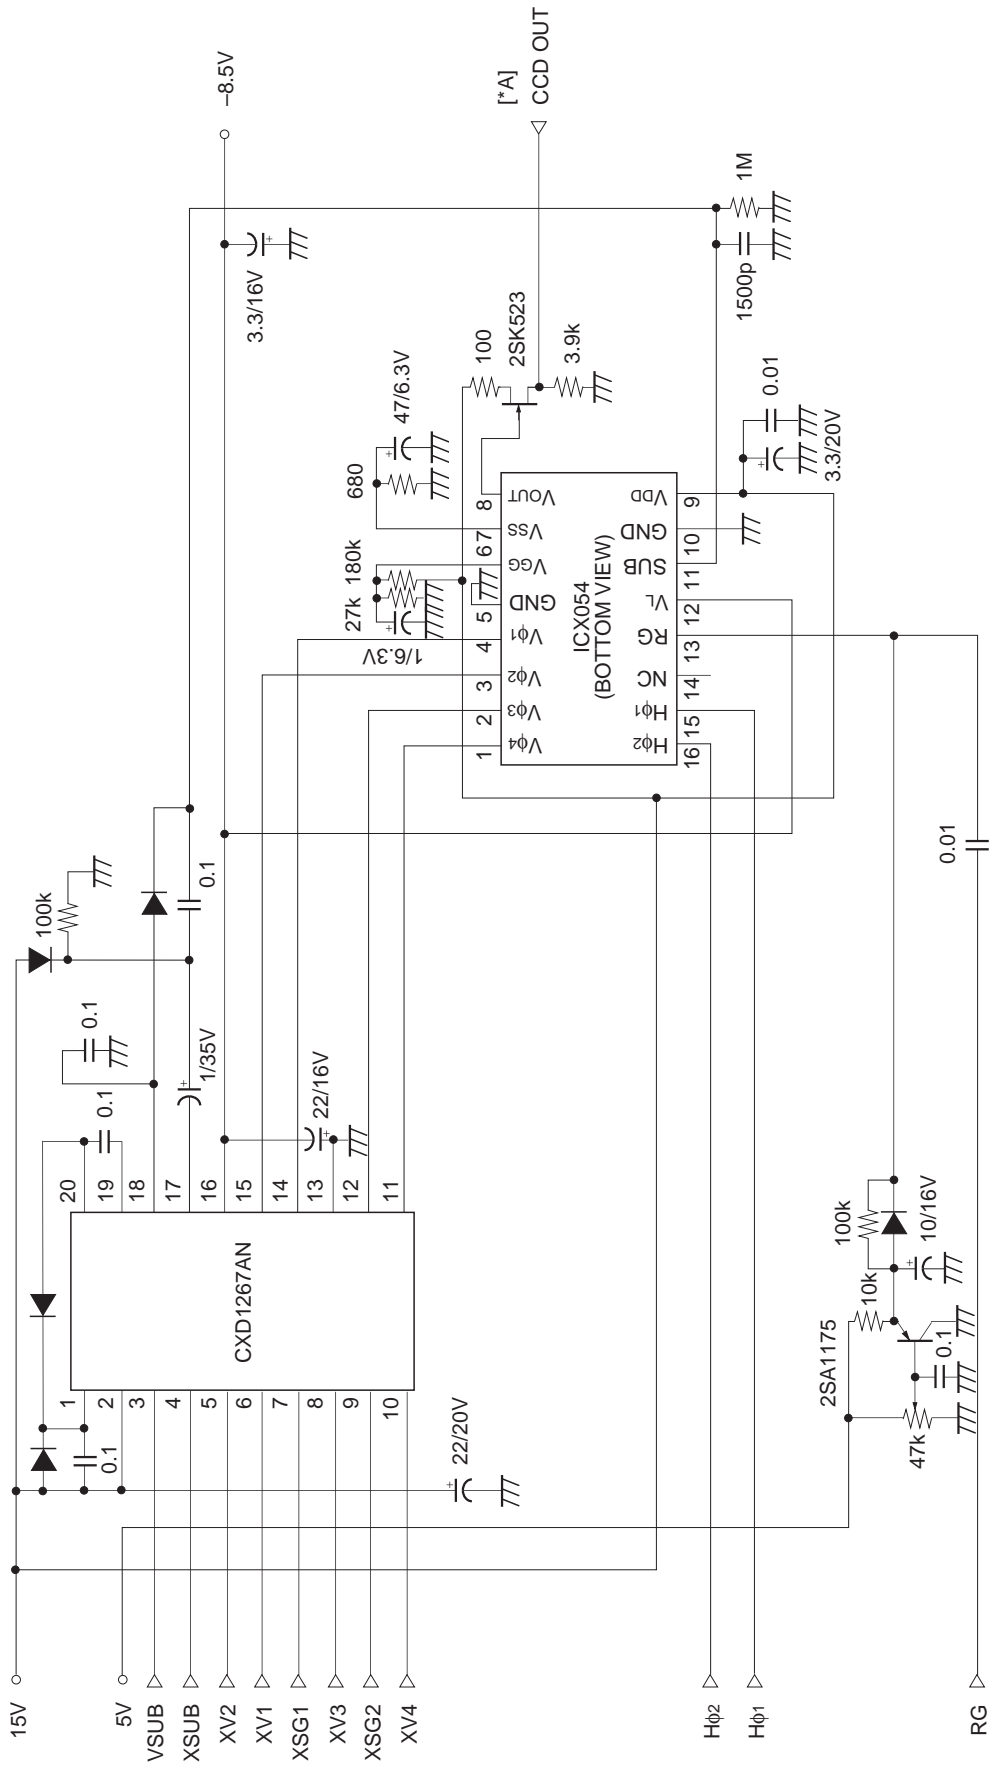 15V
5V
VSUB
XSUB
XV2
XV1
XSG1
XV3
XSG2
XV4
Hϕ2
Hϕ1
RG
22/20V
0.1
1
2
3
4
5
6
7
8
9
10
CXD1267AN
20
19
18
17
16
15
14
13
12
11
0.1
0.1
1/35V
22/16V
100k
0.1
–8.5V
3.3/16V
27k
180k
1/6.3V
680
47/6.3V
100
2SK523
3.9k
[*A]
CCD OUT
1
2
3
4
5
6
7
8
Vϕ4
Vϕ3
Vϕ2
Vϕ1
GND
VGG
VSS
VOUT
ICX054
(BOTTOM VIEW)
Hϕ2
Hϕ1
NC
RG
VL
SUB
GND
VDD
16
15
14
13
12
11
10
9
3.3/20V
0.01
1500p
1M
47k
0.1
2SA1175
10k
100k
10/16V
0.01